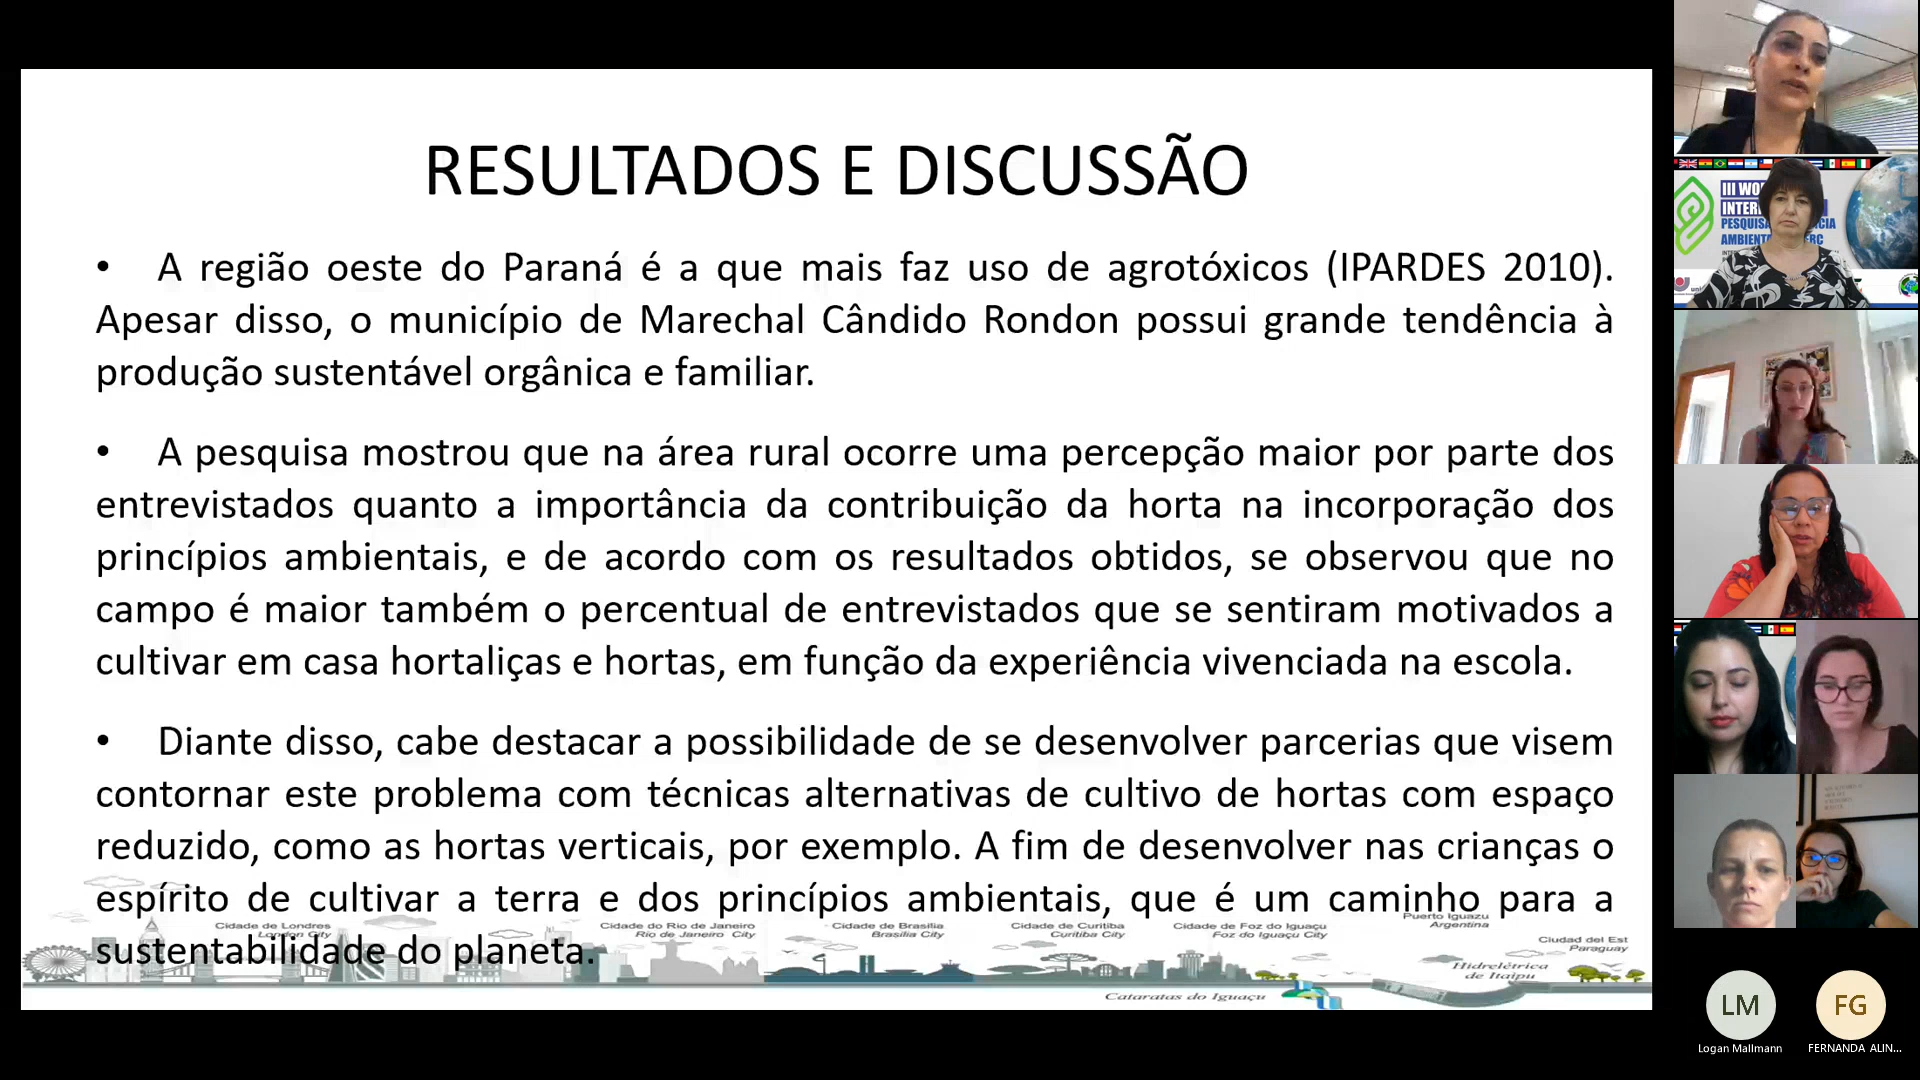 RESULTADOS E DISCUSSÃO
• A região oeste do Paraná é a que mais faz uso de agrotóxicos (IPARDES 2010).
Apesar disso, o município de Marechal Cândido Rondon possui grande tendência à
produção sustentável orgânica e familiar.
• A pesquisa mostrou que na área rural ocorre uma percepção maior por parte dos
entrevistados quanto a importância da contribuição da horta na incorporação dos
princípios ambientais, e de acordo com os resultados obtidos, se observou que no
campo é maior também o percentual de entrevistados que se sentiram motivados a
cultivar em casa hortaliças e hortas, em função da experiência vivenciada na escola.
• Diante disso, cabe destacar a possibilidade de se desenvolver parcerias que visem
contornar este problema com técnicas alternativas de cultivo de hortas com espaço
reduzido, como as hortas verticais, por exemplo. A fim de desenvolver nas crianças o
espírito de cultivar a terra e dos princípios ambientais, que é um caminho para a
sustentabilidade do planeta.
Cidade de Londres
London City
Cidade do Rio de Janeiro
Rio de Janeiro City
Cidade de Brasília
Brasília City
Cidade de Curitiba
Curitiba City
Cidade de Foz do Iguaçu
Foz do Iguaçu City
Puerto Iguazu
Argentina
Ciudad del Est
Paraguay
Hidrelétrica
de Itaipu
Cataratas do Iguaçu
III WO
INTER
PESQUISA
AMBIENTA
LM
Logan Mallmann
FG
FERNANDA ALIN...